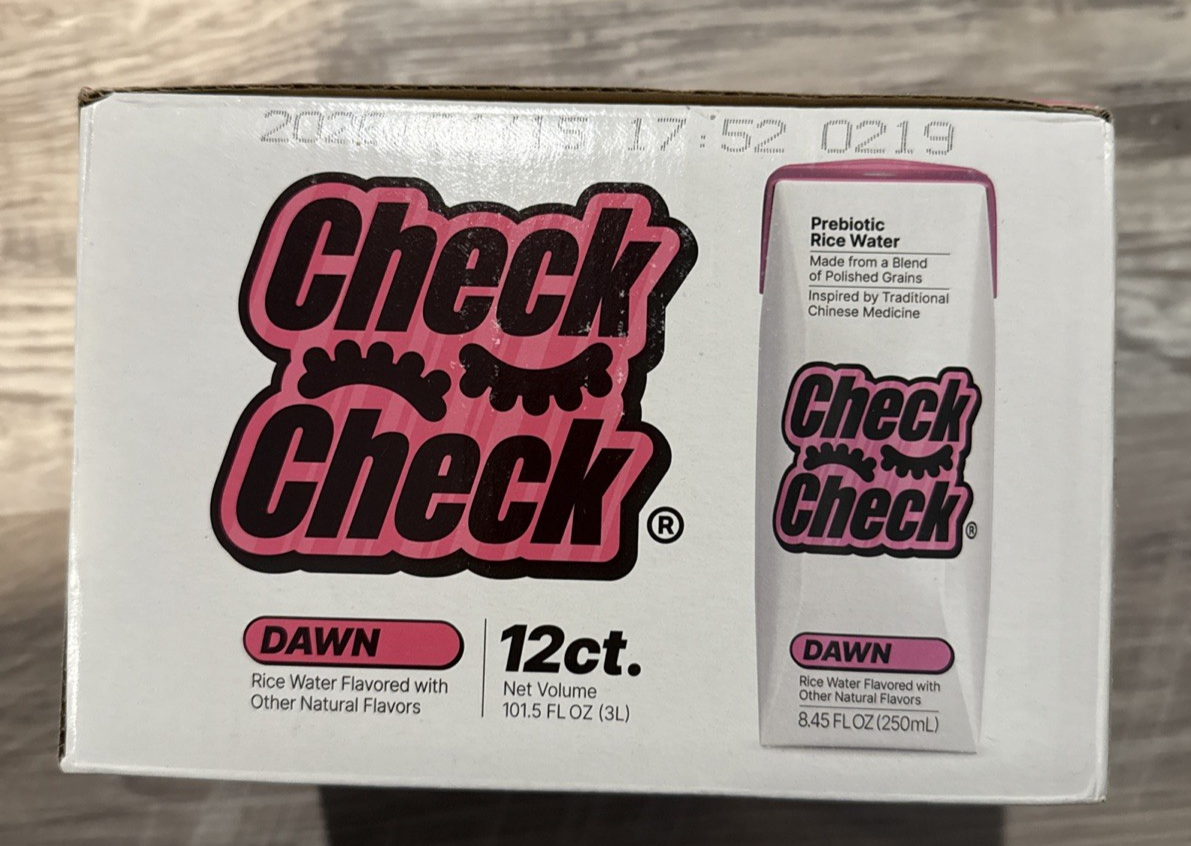 15 17:52 0219
Check
Check®
DAWN
Rice Water Flavored with
Other Natural Flavors
12ct.
Net Volume
101.5 FL OZ (3L)
Prebiotic
Rice Water
Made from a Blend
of Polished Grains
Inspired by Traditional
Chinese Medicine
Check
Check®
DAWN
Rice Water Flavored with
Other Natural Flavors
8.45 FL OZ (250mL)